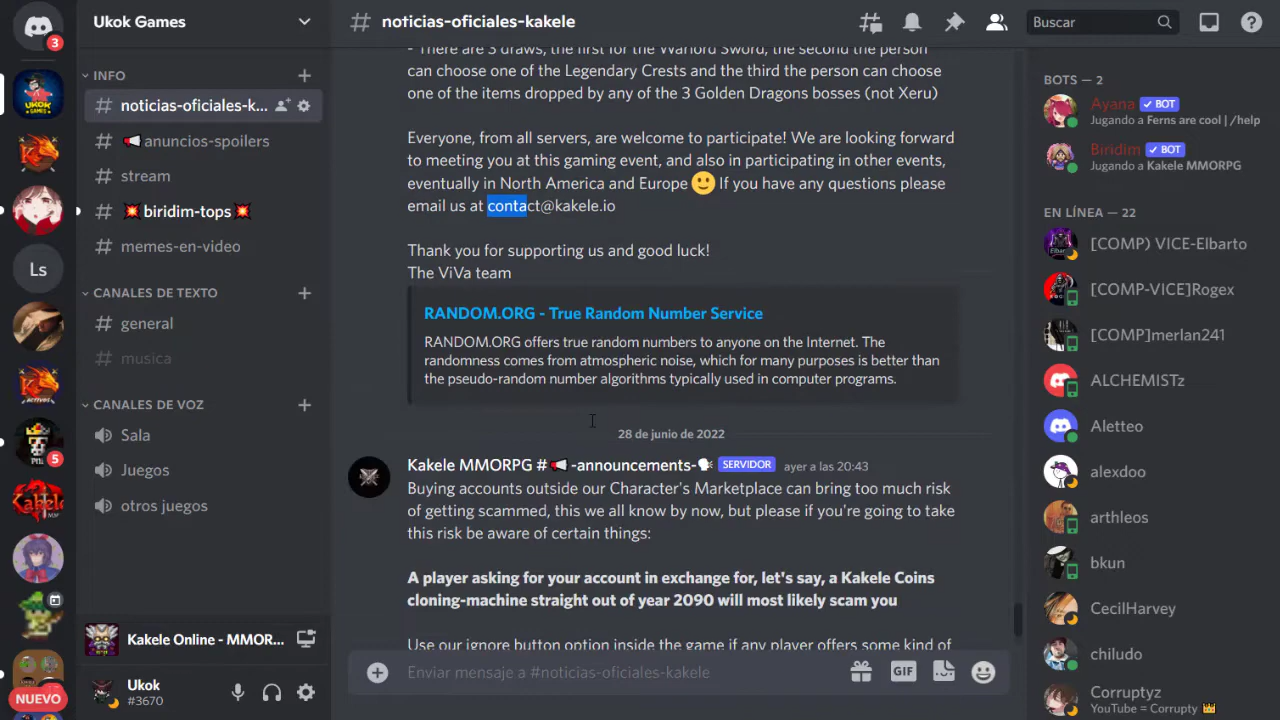 3
Ls
5
NUEVO
Ukok Games
INFO
# noticias-oficiales-k...
# anuncios-spoilers
# stream
# biridim-tops
# memes-en-video
CANALES DE TEXTO
# general
# musica
CANALES DE VOZ
Sala
Juegos
otros juegos
Kakele Online - MMOR...
Ukok
#3670
# noticias-oficiales-kakele
Buscar
- There are 3 draws, the first for the Warlord Sword, the second the person
can choose one of the Legendary Crests and the third the person can choose
one of the items dropped by any of the 3 Golden Dragons bosses (not Xeru)
Everyone, from all servers, are welcome to participate! We are looking forward
to meeting you at this gaming event, and also in participating in other events,
eventually in North America and Europe 🙂 If you have any questions please
email us at contact@kakele.io
Thank you for supporting us and good luck!
The ViVa team
RANDOM.ORG - True Random Number Service
RANDOM.ORG offers true random numbers to anyone on the Internet. The
randomness comes from atmospheric noise, which for many purposes is better than
the pseudo-random number algorithms typically used in computer programs.
28 de junio de 2022
Kakele MMORPG #📢-announcements-🗣 SERVIDOR ayer a las 20:43
Buying accounts outside our Character's Marketplace can bring too much risk
of getting scammed, this we all know by now, but please if you're going to take
this risk be aware of certain things:
A player asking for your account in exchange for, let's say, a Kakele Coins
cloning-machine straight out of year 2090 will most likely scam you
Use our ignore button option inside the game if any player offers some kind of
Enviar mensaje a #noticias-oficiales-kakele
GIF
BOTS — 2
Ayana BOT
Jugando a Ferns are cool | /help
Biridim BOT
Jugando a Kakele MMORPG
EN LÍNEA — 22
[COMP) VICE-Elbarto
[COMP-VICE]Rogex
[COMP]merlan241
ALCHEMISTz
Aletteo
alexdoo
arthleos
bkun
CecilHarvey
chiludo
Corruptyz
YouTube = Corrupty 👑